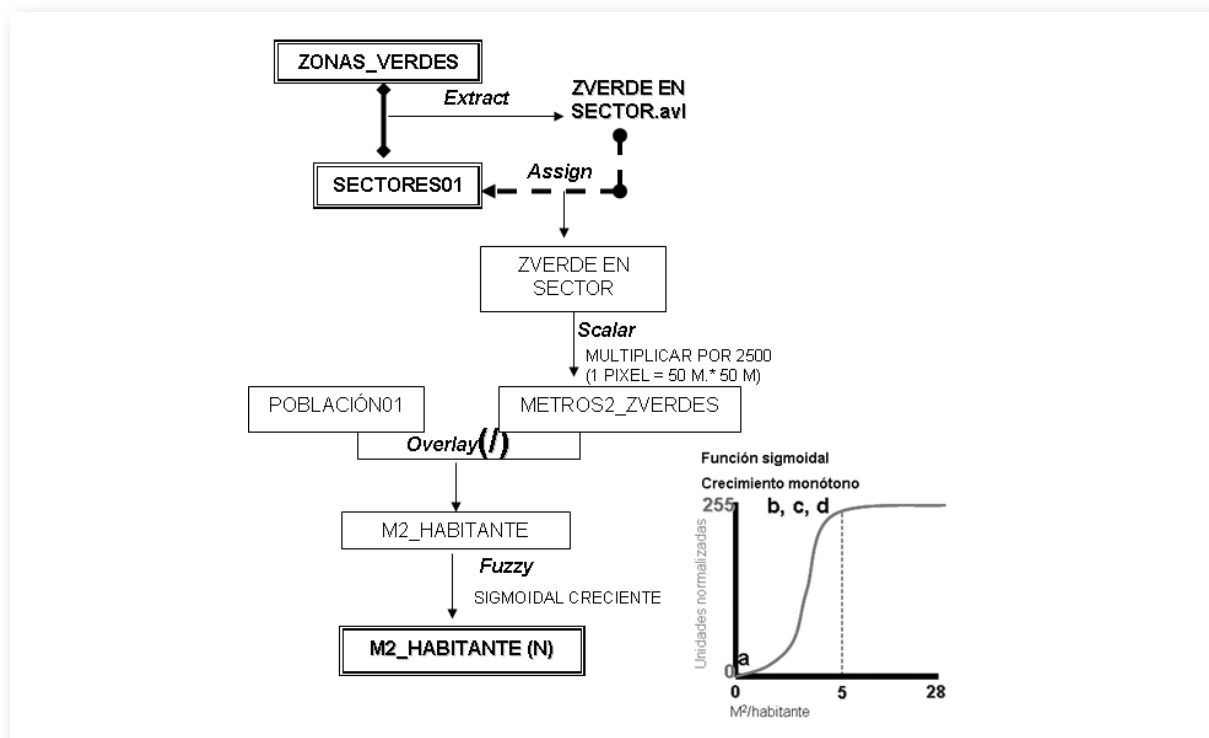 ZONAS_VERDES
Extract
ZVERDE EN
SECTOR.avl
SECTORES01
Assign
ZVERDE EN
SECTOR
Scalar
MULTIPLICAR POR 2500
(1 PIXEL = 50 M.* 50 M)
POBLACIÓN01
METROS2_ZVERDES
Overlay(/)
M2_HABITANTE
Fuzzy
SIGMOIDAL CRECIENTE
M2_HABITANTE (N)
Función sigmoidal
Crecimiento monótono
255
b, c, d
Unidades normalizadas
a
0
0
5
28
M²/habitante